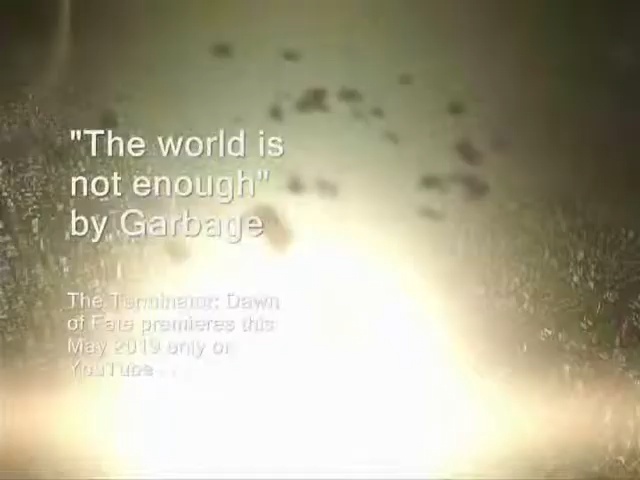 "The world is
not enough"
by Garbage
The Terminator: Dawn
of Fate premieres this
May 2019 only on
YouTube . . .